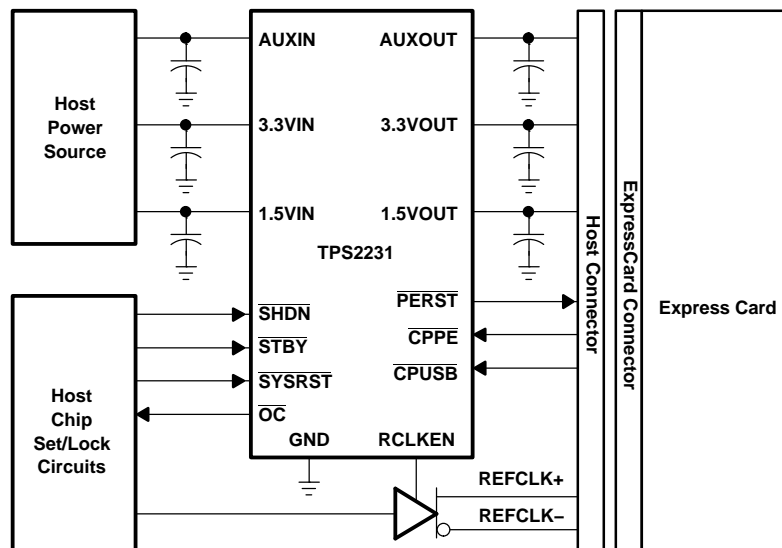 Host
Power
Source
AUXIN
AUXOUT
3.3VIN
3.3VOUT
1.5VIN
1.5VOUT
TPS2231
SHDN
STBY
SYSRST
OC
PERST
CPPE
CPUSB
GND
RCLKEN
Host
Chip
Set/Lock
Circuits
REFCLK+
REFCLK−
Host Connector
ExpressCard Connector
Express Card